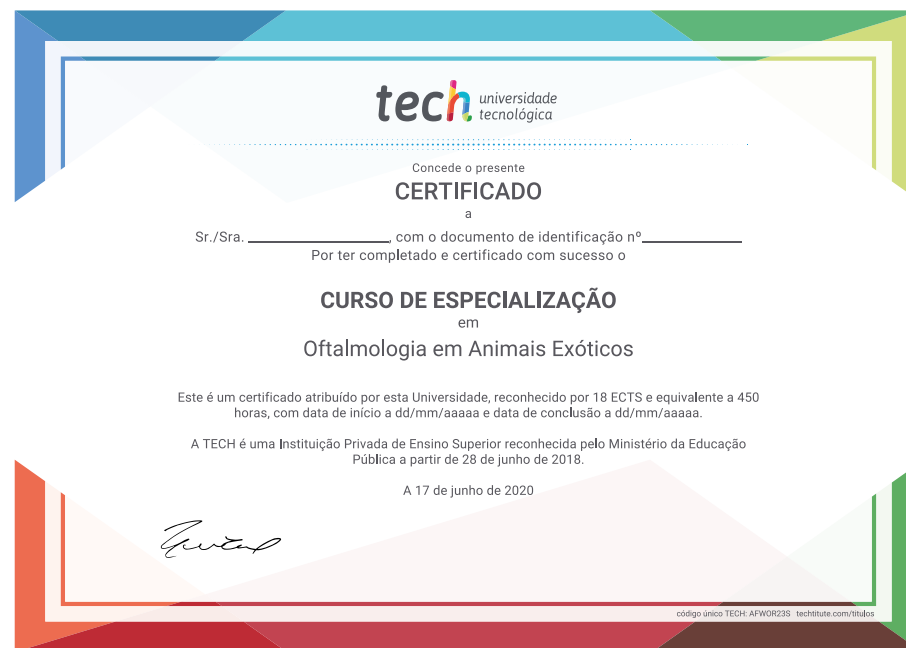 tech universidade
tecnológica
Concede o presente
CERTIFICADO
a
Sr./Sra. , com o documento de identificação nº
Por ter completado e certificado com sucesso o
CURSO DE ESPECIALIZAÇÃO
em
Oftalmologia em Animais Exóticos
Este é um certificado atribuído por esta Universidade, reconhecido por 18 ECTS e equivalente a 450
horas, com data de início a dd/mm/aaaaa e data de conclusão a dd/mm/aaaaa.
A TECH é uma Instituição Privada de Ensino Superior reconhecida pelo Ministério da Educação
Pública a partir de 28 de junho de 2018.
A 17 de junho de 2020
código único TECH: AFWOR23S techtitute.com/títulos